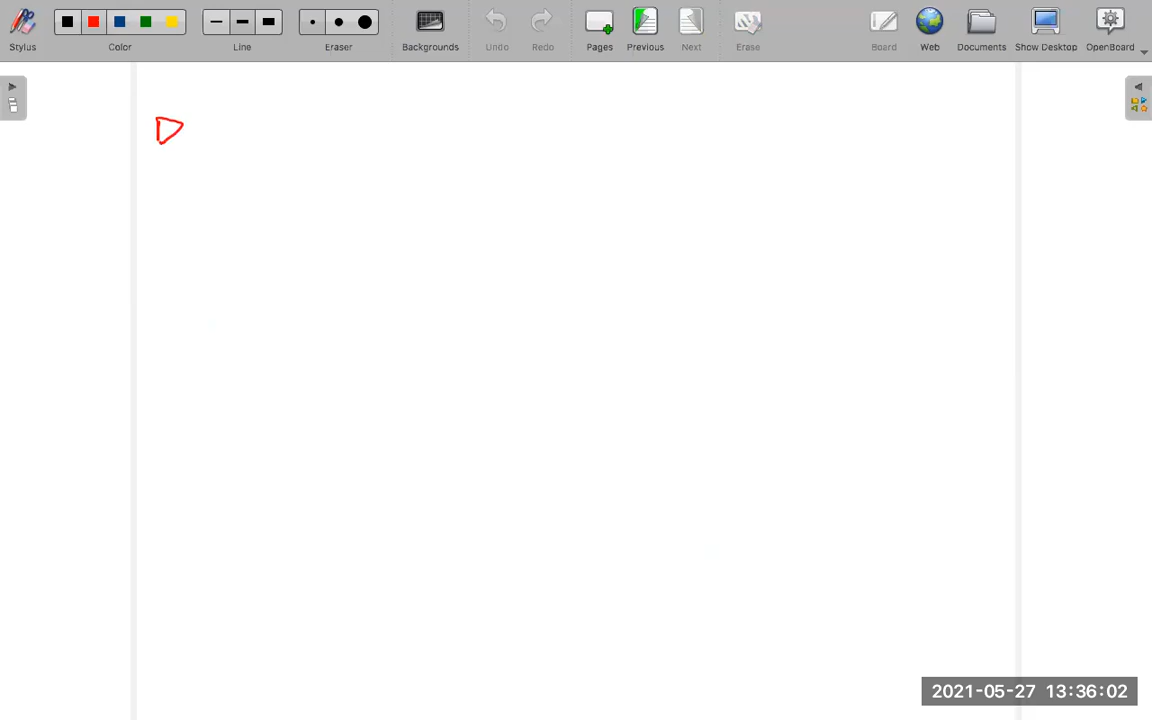 Stylus Color Line Eraser Backgrounds Undo Redo Pages Previous Next Erase Board Web Documents Show Desktop OpenBoard
2021-05-27 13:36:02